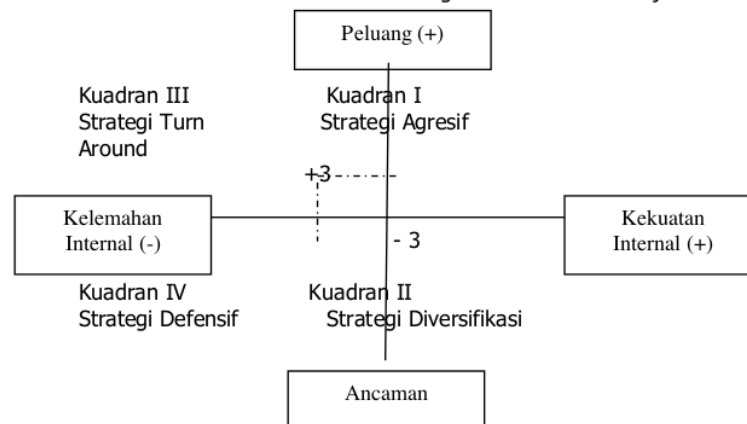 Peluang (+)
Kuadran III
Strategi Turn
Around
Kuadran I
Strategi Agresif
+3
Kelemahan
Internal (-)
Kekuatan
Internal (+)
- 3
Kuadran IV
Strategi Defensif
Kuadran II
Strategi Diversifikasi
Ancaman